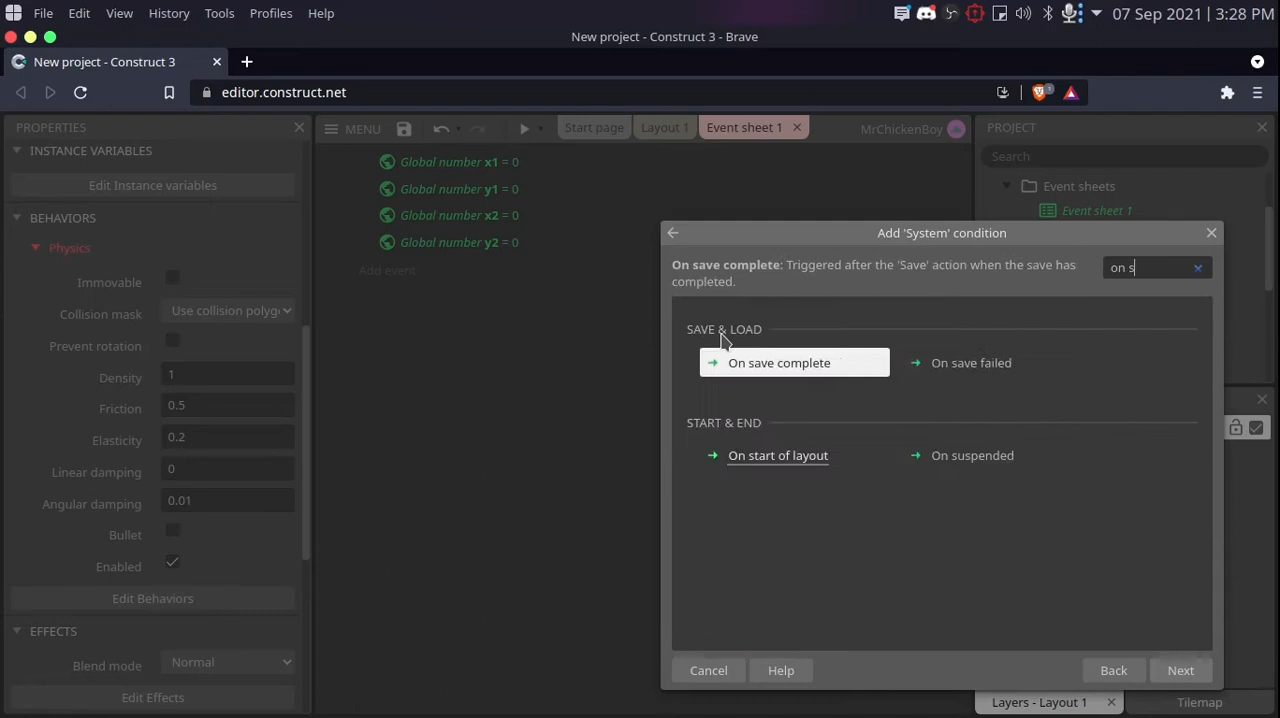 File Edit View History Tools Profiles Help
07 Sep 2021 | 3:28 PM
New project - Construct 3 - Brave
New project - Construct 3
editor.construct.net
PROPERTIES
INSTANCE VARIABLES
Edit Instance variables
BEHAVIORS
Physics
Immovable
Collision mask Use collision polyg
Prevent rotation
Density 1
Friction 0.5
Elasticity 0.2
Linear damping 0
Angular damping 0.01
Bullet
Enabled
Edit Behaviors
EFFECTS
Blend mode Normal
Edit Effects
MENU
Start page Layout 1 Event sheet 1
MrChickenBoy
Global number x1 = 0
Global number y1 = 0
Global number x2 = 0
Global number y2 = 0
Add event
PROJECT
Search
Event sheets
Event sheet 1
Add 'System' condition
On save complete: Triggered after the 'Save' action when the save has
completed.
on s
SAVE & LOAD
On save complete On save failed
START & END
On start of layout On suspended
Cancel Help Back Next
Layers - Layout 1 Tilemap